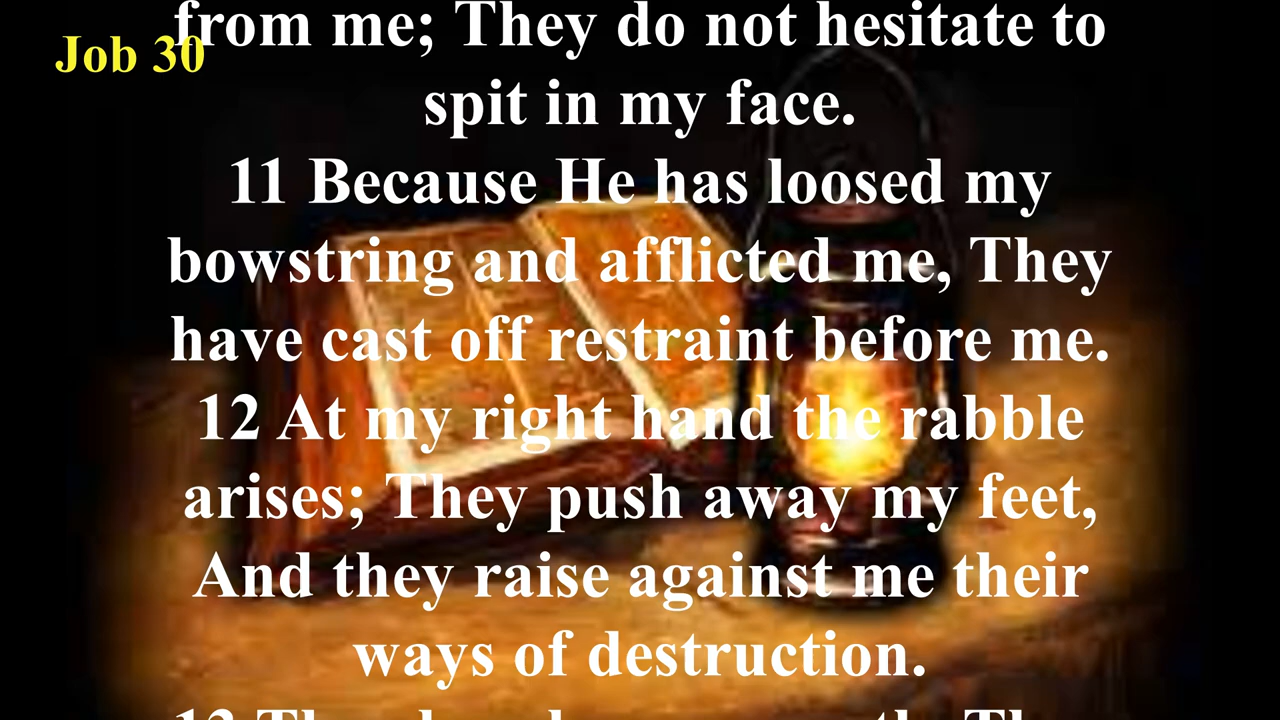 Job 30
from me; They do not hesitate to
spit in my face.
11 Because He has loosed my
bowstring and afflicted me, They
have cast off restraint before me.
12 At my right hand the rabble
arises; They push away my feet,
And they raise against me their
ways of destruction.